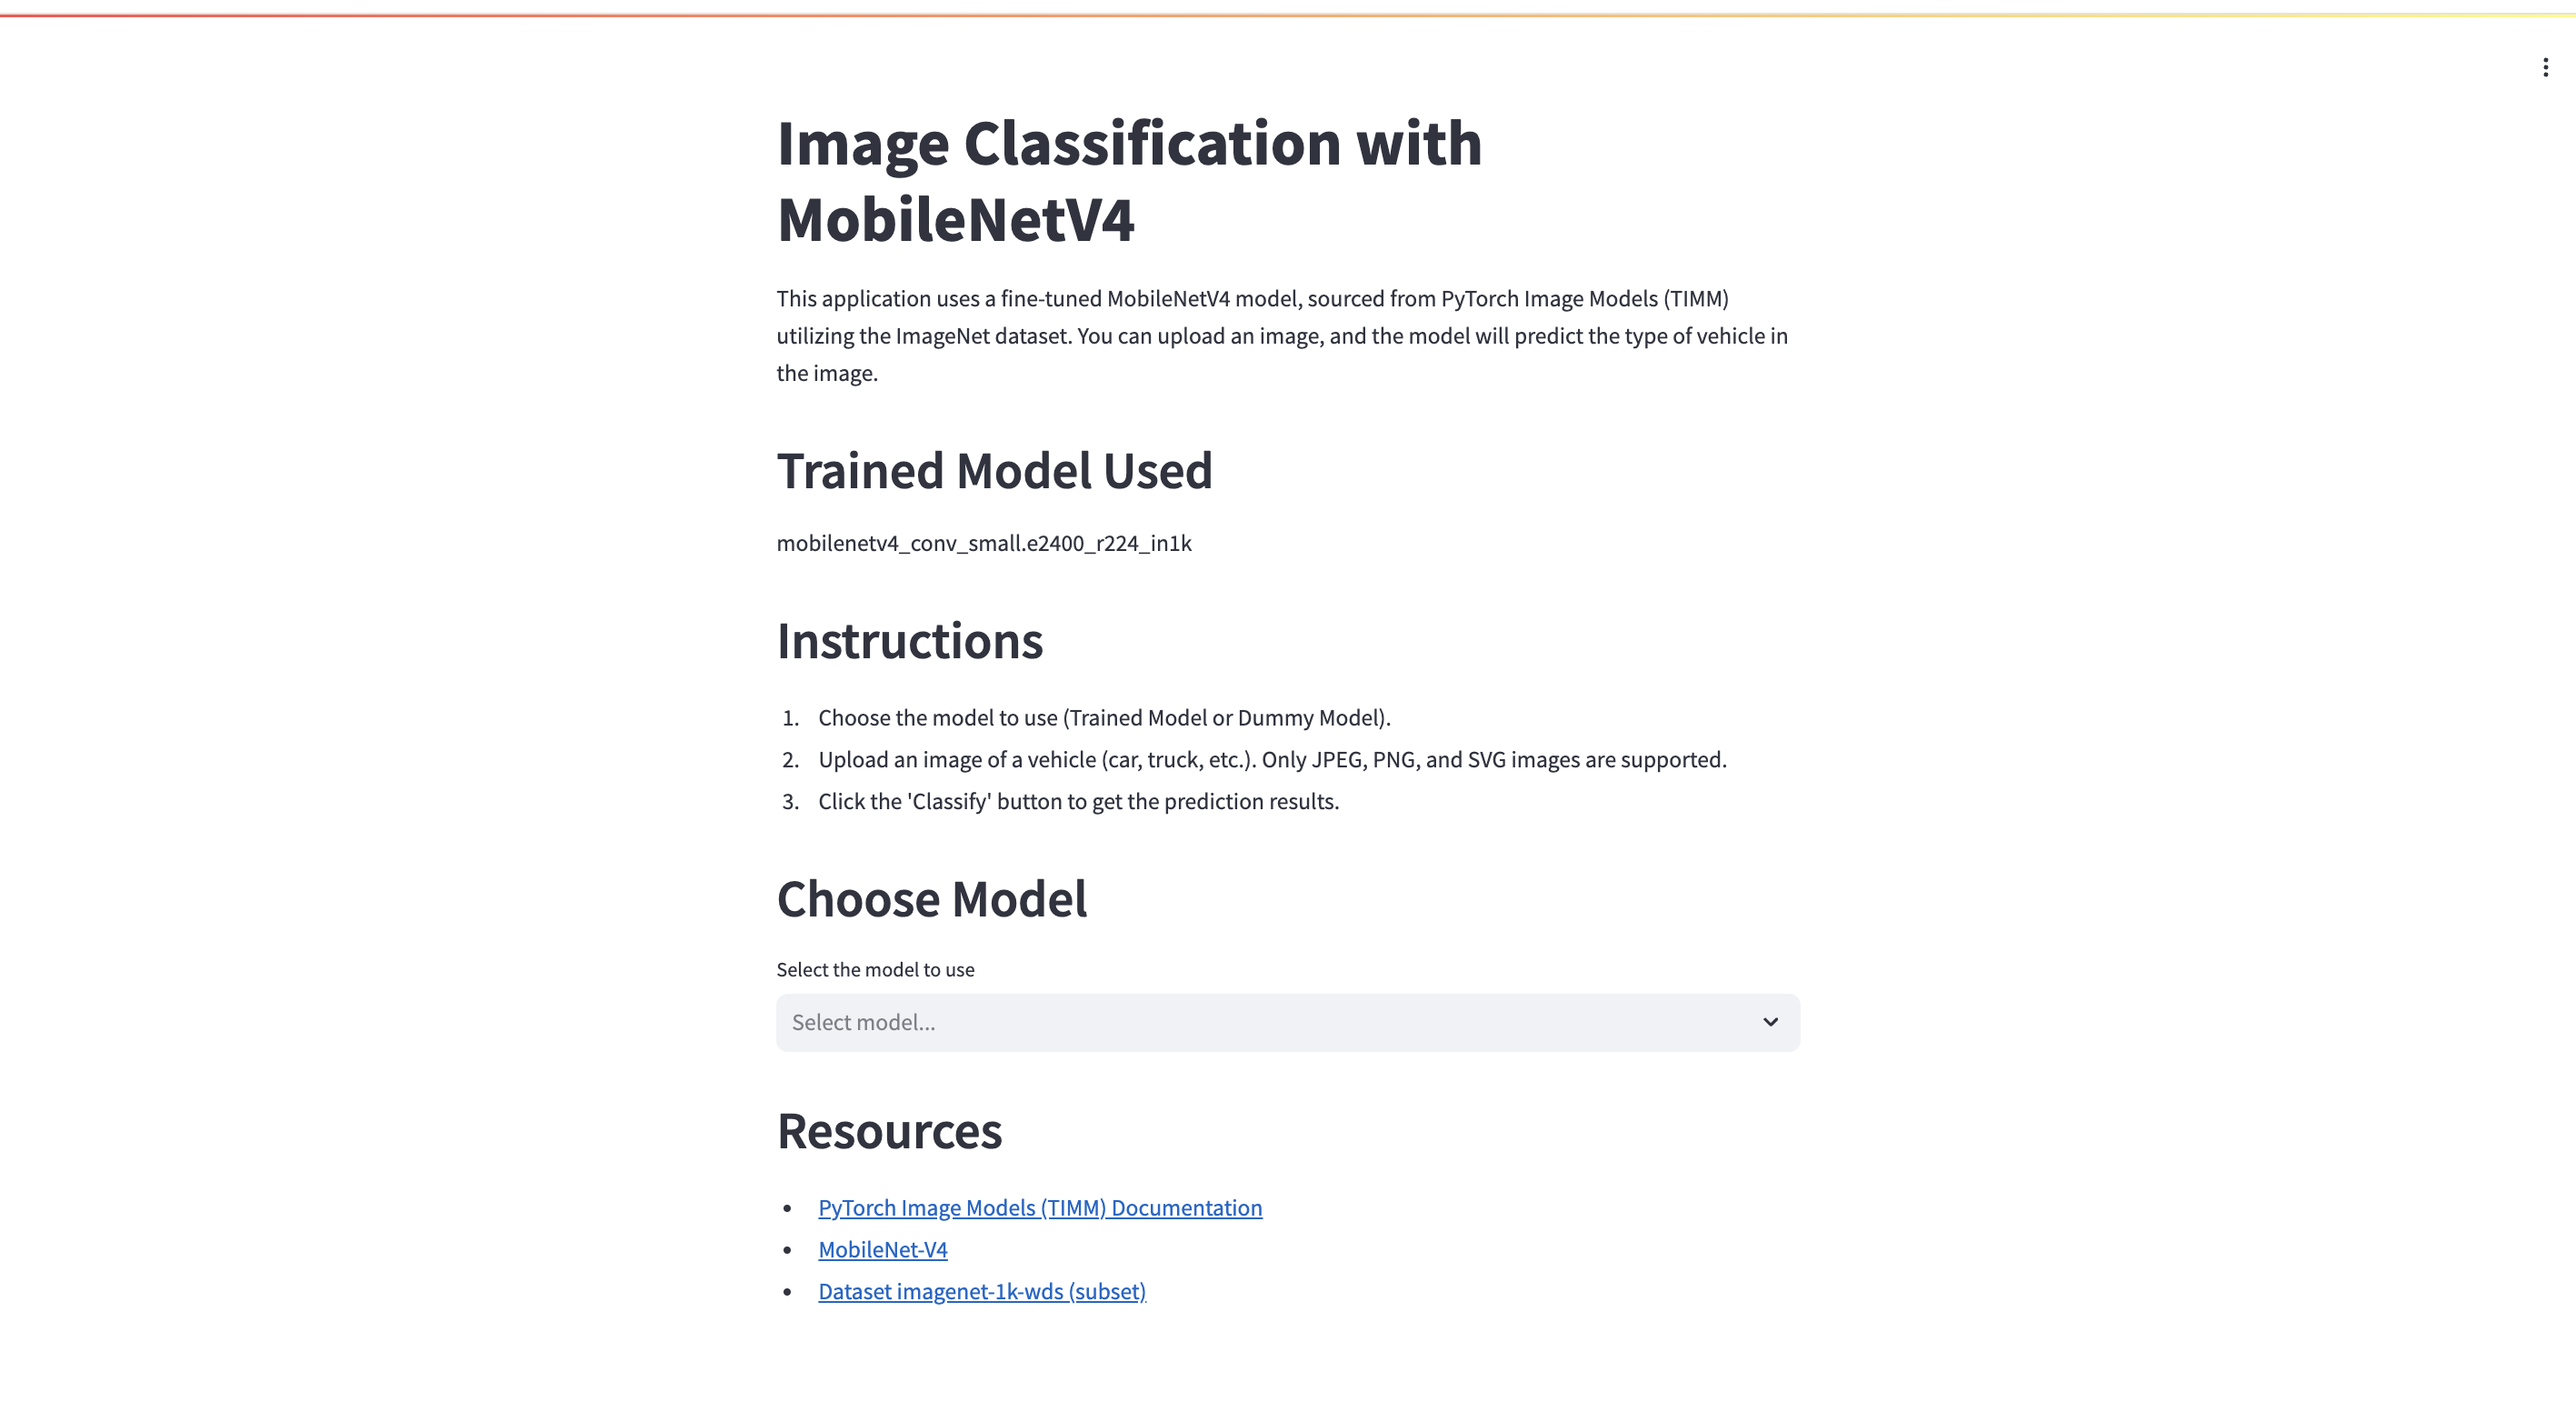 Image Classification with
MobileNetV4
This application uses a fine-tuned MobileNetV4 model, sourced from PyTorch Image Models (TIMM)
utilizing the ImageNet dataset. You can upload an image, and the model will predict the type of vehicle in
the image.
Trained Model Used
mobilenetv4_conv_small.e2400_r224_in1k
Instructions
1. Choose the model to use (Trained Model or Dummy Model).
2. Upload an image of a vehicle (car, truck, etc.). Only JPEG, PNG, and SVG images are supported.
3. Click the 'Classify' button to get the prediction results.
Choose Model
Select the model to use
Select model...
Resources
• PyTorch Image Models (TIMM) Documentation
• MobileNet-V4
• Dataset imagenet-1k-wds (subset)